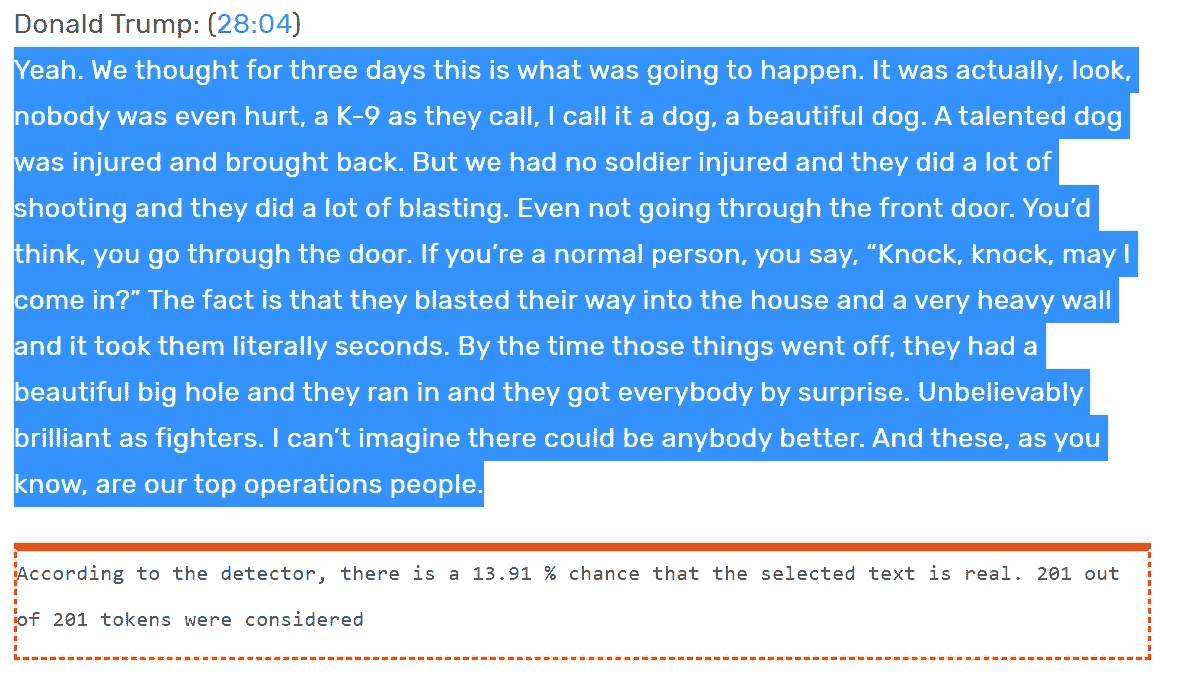 Donald Trump: (28:04)
Yeah. We thought for three days this is what was going to happen. It was actually, look,
nobody was even hurt, a K-9 as they call, I call it a dog, a beautiful dog. A talented dog
was injured and brought back. But we had no soldier injured and they did a lot of
shooting and they did a lot of blasting. Even not going through the front door. You’d
think, you go through the door. If you’re a normal person, you say, “Knock, knock, may I
come in?” The fact is that they blasted their way into the house and a very heavy wall
and it took them literally seconds. By the time those things went off, they had a
beautiful big hole and they ran in and they got everybody by surprise. Unbelievably
brilliant as fighters. I can’t imagine there could be anybody better. And these, as you
know, are our top operations people.
According to the detector, there is a 13.91 % chance that the selected text is real. 201 out
of 201 tokens were considered